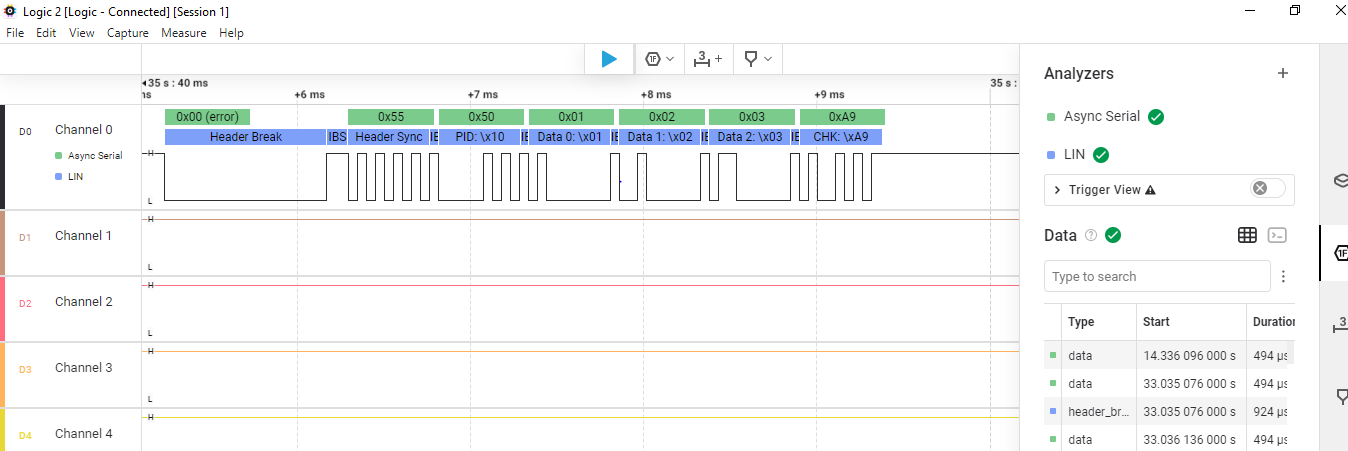 Logic 2 [Logic - Connected] [Session 1]
File Edit View Capture Measure Help
1F 3 +
35 s : 40 ms 35 s :
ns +6 ms +7 ms +8 ms +9 ms
D0 Channel 0
Async Serial
LIN
H
L
0x00 (error) 0x55 0x50 0x01 0x02 0x03 0xA9
Header Break IBS Header Sync IE PID: \x10 IE Data 0: \x01 IE Data 1: \x02 IE Data 2: \x03 IE CHK: \xA9
D1 Channel 1
H
L
D2 Channel 2
H
L
D3 Channel 3
H
L
D4 Channel 4
H
Analyzers +
Async Serial
LIN
Trigger View
Data
Type to search
Type Start Duration
data 14.336 096 000 s 494 µs
data 33.035 076 000 s 494 µs
header_br... 33.035 076 000 s 924 µs
data 33.036 136 000 s 494 µs
1F
3